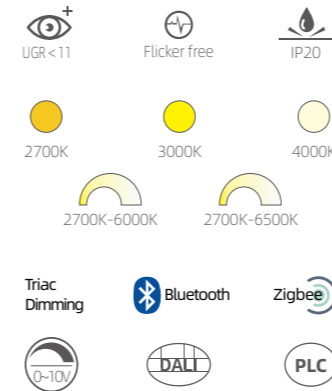 UGR<11
Flicker free
IP20
2700K
3000K
4000K
2700K-6000K
2700K-6500K
Triac
Dimming
Bluetooth
Zigbee
0~10V
DALI
PLC